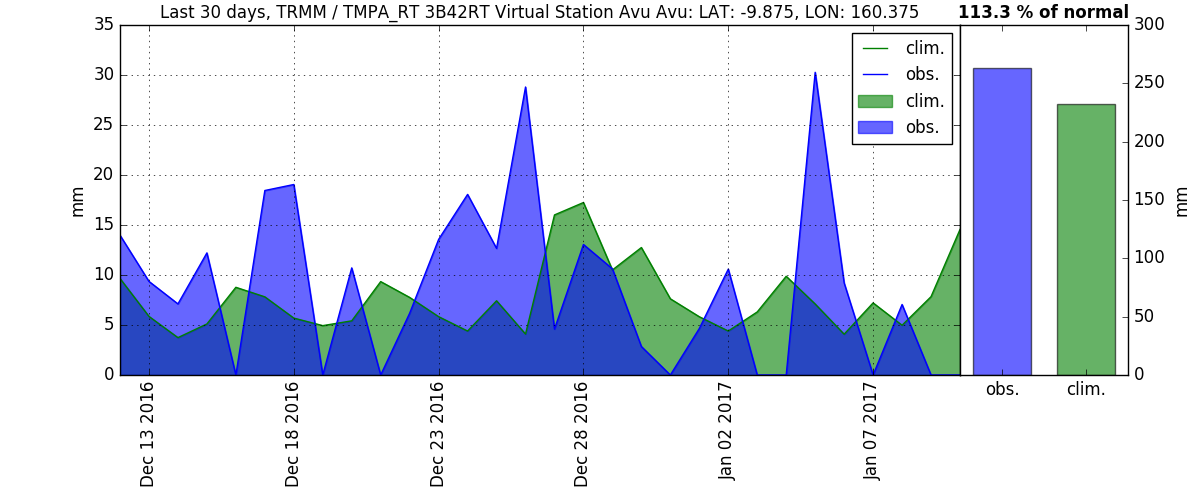 Last 30 days, TRMM / TMPA_RT 3B42RT Virtual Station Avu Avu: LAT: -9.875, LON: 160.375
113.3 % of normal
35
30
25
20
15
10
5
0
mm
clim.
obs.
clim.
obs.
Dec 13 2016
Dec 18 2016
Dec 23 2016
Dec 28 2016
Jan 02 2017
Jan 07 2017
300
250
200
150
100
50
0
mm
obs.
clim.